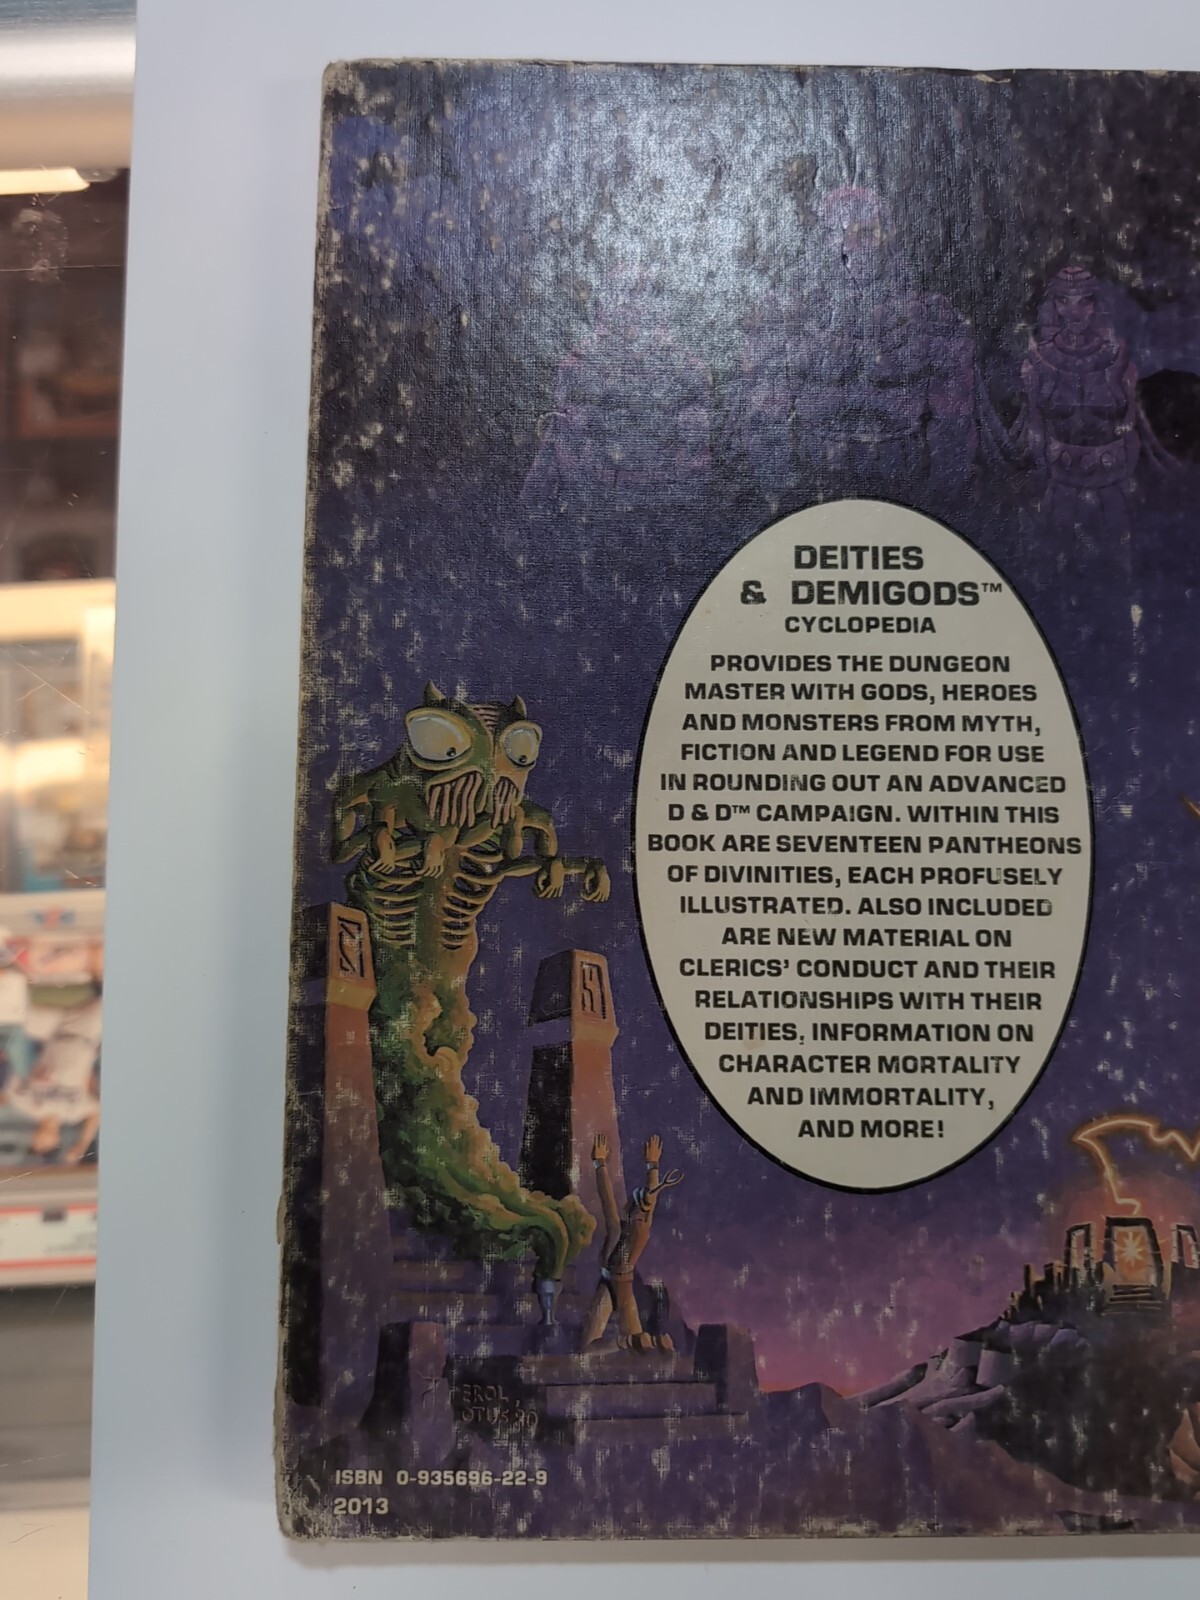 DEITIES
& DEMIGODS™
CYCLOPEDIA
PROVIDES THE DUNGEON
MASTER WITH GODS, HEROES
AND MONSTERS FROM MYTH,
FICTION AND LEGEND FOR USE
IN ROUNDING OUT AN ADVANCED
D & D™ CAMPAIGN. WITHIN THIS
BOOK ARE SEVENTEEN PANTHEONS
OF DIVINITIES, EACH PROFUSELY
ILLUSTRATED. ALSO INCLUDED
ARE NEW MATERIAL ON
CLERICS' CONDUCT AND THEIR
RELATIONSHIPS WITH THEIR
DEITIES, INFORMATION ON
CHARACTER MORTALITY
AND IMMORTALITY,
AND MORE!
EROL
OTUS 80
ISBN 0-935696-22-9
2013